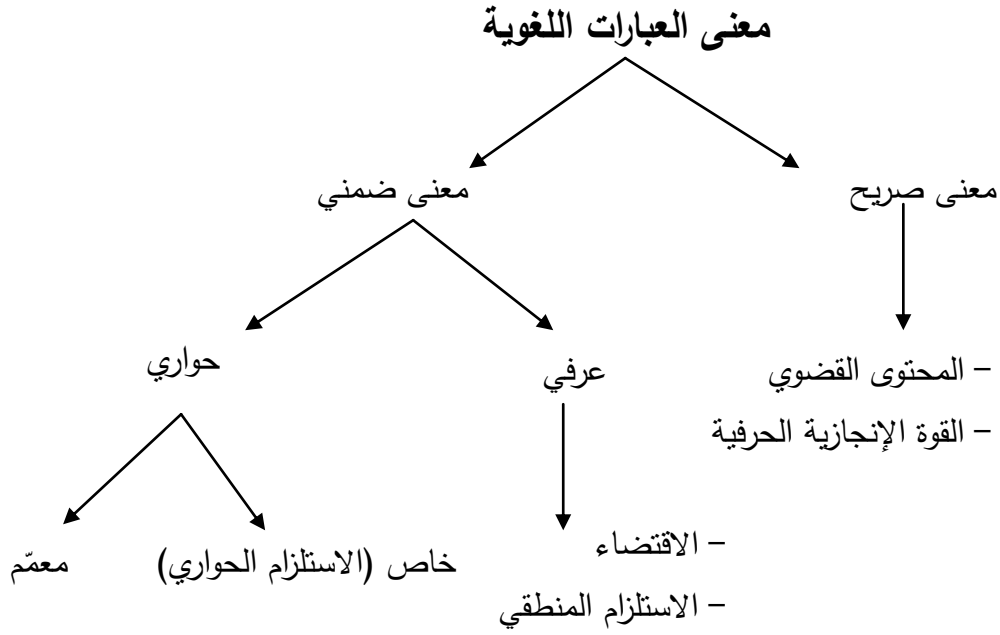 معنى العبارات اللغوية
معنى صريح
معنى ضمني
- المحتوى القضوي
- القوة الإنجازية الحرفية
عرفي
حواري
- الاقتضاء
- الاستلزام المنطقي
خاص (الاستلزام الحواري)
معمّم